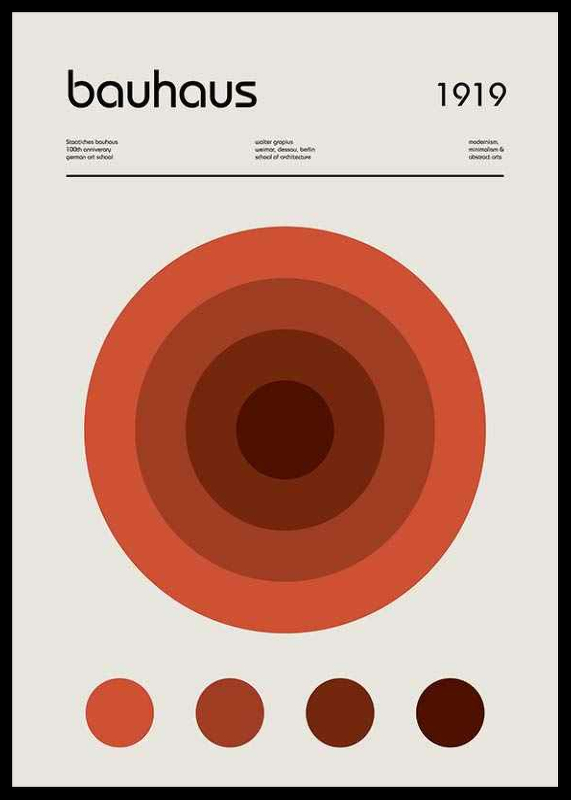 bauhaus
1919
Staatliches bauhaus
100th anniverary
german art school
walter gropius
weimar, dessau, berlin
school of architecture
modernism,
minimalism &
abstract arts